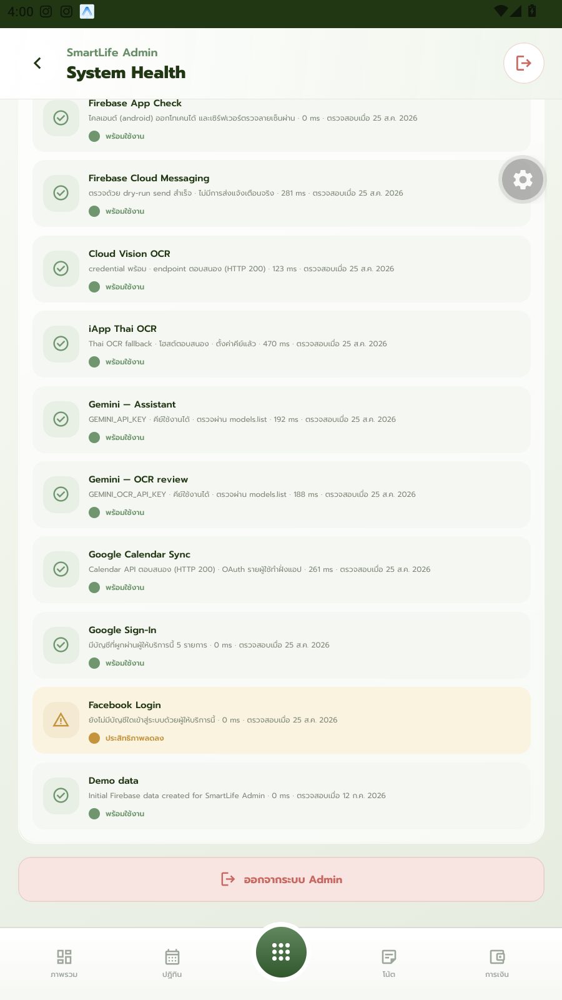 4:00
SmartLife Admin
System Health
Firebase App Check
ไคลเอนต์ (android) ออกโทเคนได้ และเซิร์ฟเวอร์ตรวจลายเซ็นผ่าน · 0 ms · ตรวจสอบเมื่อ 25 ส.ค. 2026
พร้อมใช้งาน
Firebase Cloud Messaging
ตรวจด้วย dry-run send สำเร็จ · ไม่มีการส่งแจ้งเตือนจริง · 281 ms · ตรวจสอบเมื่อ 25 ส.ค. 2026
พร้อมใช้งาน
Cloud Vision OCR
credential พร้อม · endpoint ตอบสนอง (HTTP 200) · 123 ms · ตรวจสอบเมื่อ 25 ส.ค. 2026
พร้อมใช้งาน
iApp Thai OCR
Thai OCR fallback · โฮสต์ตอบสนอง · ตั้งค่าคีย์แล้ว · 470 ms · ตรวจสอบเมื่อ 25 ส.ค. 2026
พร้อมใช้งาน
Gemini — Assistant
GEMINI_API_KEY · คีย์ใช้งานได้ · ตรวจผ่าน models.list · 192 ms · ตรวจสอบเมื่อ 25 ส.ค. 2026
พร้อมใช้งาน
Gemini — OCR review
GEMINI_OCR_API_KEY · คีย์ใช้งานได้ · ตรวจผ่าน models.list · 188 ms · ตรวจสอบเมื่อ 25 ส.ค. 2026
พร้อมใช้งาน
Google Calendar Sync
Calendar API ตอบสนอง (HTTP 200) · OAuth รายผู้ใช้ทำฝั่งแอป · 261 ms · ตรวจสอบเมื่อ 25 ส.ค. 2026
พร้อมใช้งาน
Google Sign-In
มีบัญชีที่ผูกผ่านผู้ให้บริการนี้ 5 รายการ · 0 ms · ตรวจสอบเมื่อ 25 ส.ค. 2026
พร้อมใช้งาน
Facebook Login
ยังไม่มีบัญชีใดเข้าสู่ระบบด้วยผู้ให้บริการนี้ · 0 ms · ตรวจสอบเมื่อ 25 ส.ค. 2026
ประสิทธิภาพลดลง
Demo data
Initial Firebase data created for SmartLife Admin · 0 ms · ตรวจสอบเมื่อ 12 ก.ค. 2026
พร้อมใช้งาน
ออกจากระบบ Admin
ภาพรวม
ปฏิทิน
โน้ต
การเงิน